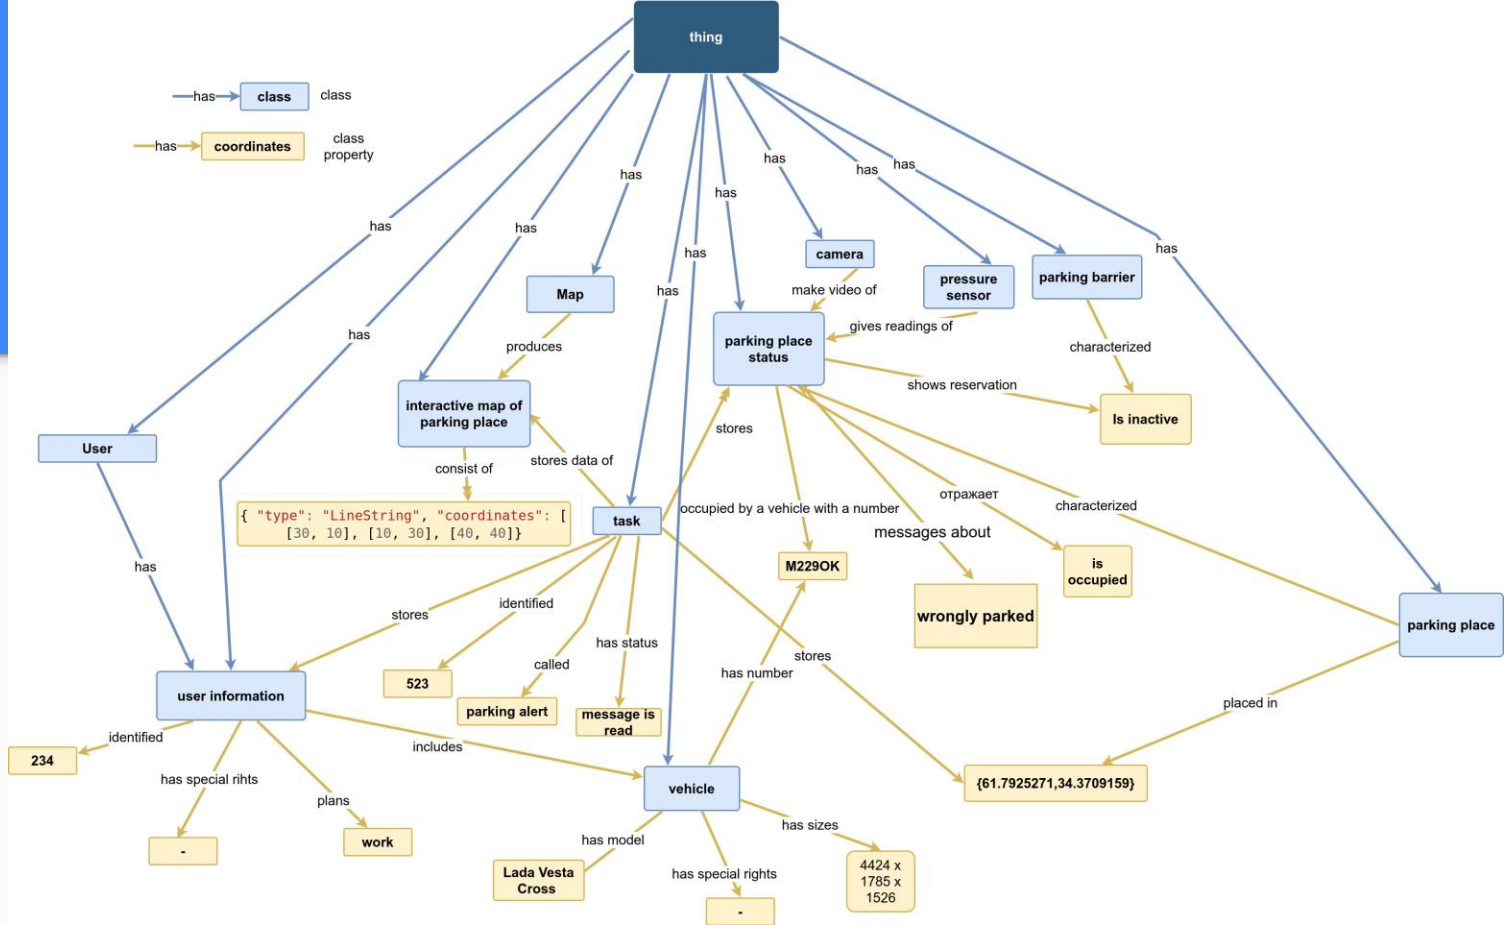 thing
has
class
class
has
coordinates
class
property
has
has
has
has
has
has
has
has
has
has
has
has
camera
pressure
sensor
parking barrier
Map
make video of
gives readings of
parking place
status
characterized
produces
shows reservation
interactive map of
parking place
Is inactive
User
stores
consist of
stores data of
отражает
characterized
occupied by a vehicle with a number
messages about
{ "type": "LineString", "coordinates": [
[30, 10], [10, 30], [40, 40]}
task
has
M229OK
is
occupied
wrongly parked
parking place
stores
identified
has status
stores
called
has number
523
parking alert
message is
read
user information
placed in
identified
includes
234
has special rihts
plans
vehicle
{61.7925271,34.3709159}
-
work
has model
has sizes
Lada Vesta
Cross
has special rights
4424 x
1785 x
1526
-